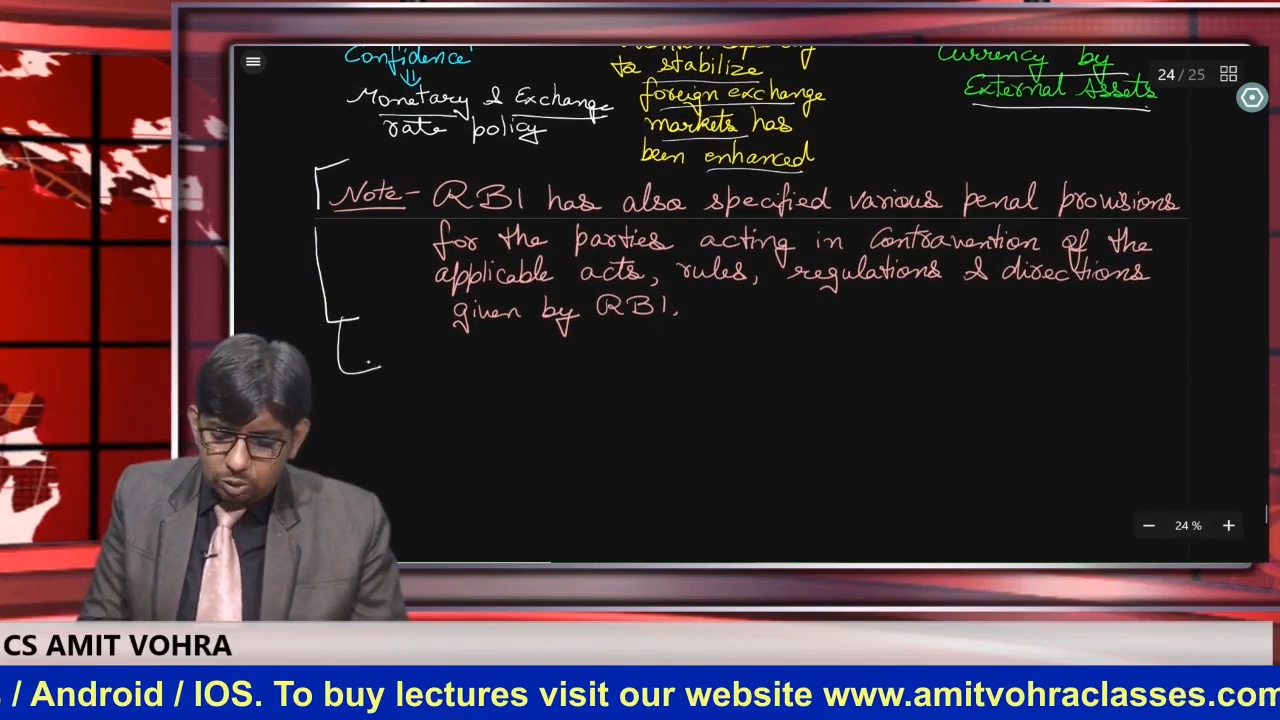 Confidence
to stabilize
foreign exchange
markets has
been enhanced
Currency by
External Assets
24 / 25
Monetary & Exchange
rate policy
Note - RBI has also specified various penal provisions
for the parties acting in contravention of the
applicable acts, rules, regulations & directions
given by RBI.
24 %
CS AMIT VOHRA
/ Android / IOS. To buy lectures visit our website www.amitvohraclasses.com